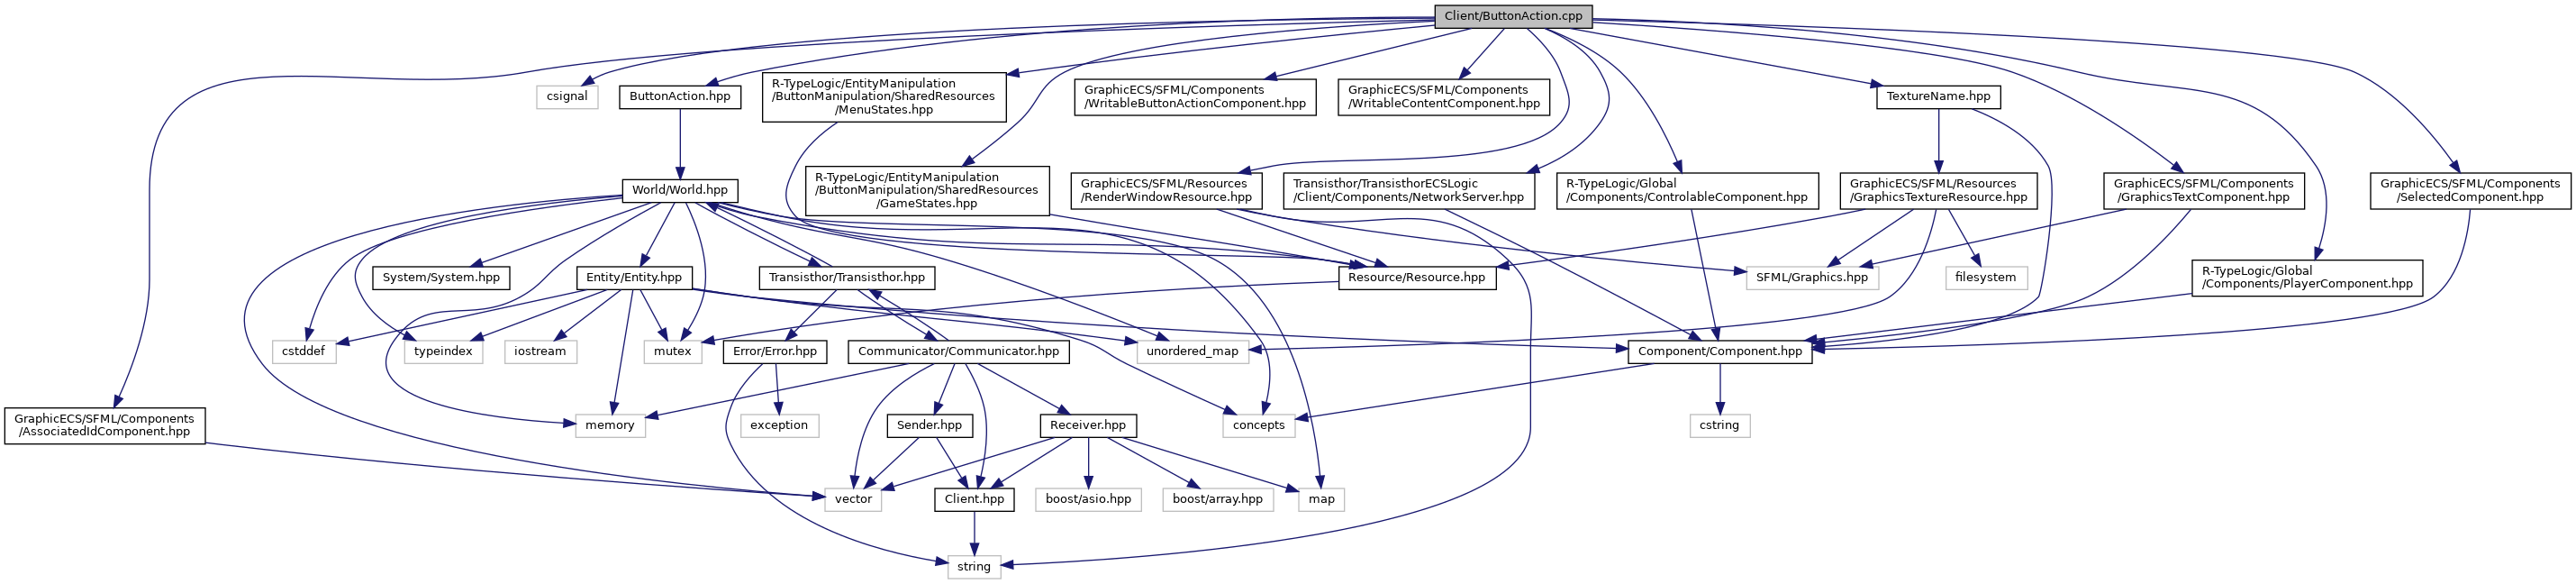 Client/ButtonAction.cpp
csignal
ButtonAction.hpp
R-TypeLogic/EntityManipulation
/ButtonManipulation/SharedResources
/MenuStates.hpp
GraphicECS/SFML/Components
/WritableButtonActionComponent.hpp
GraphicECS/SFML/Components
/WritableContentComponent.hpp
TextureName.hpp
World/World.hpp
R-TypeLogic/EntityManipulation
/ButtonManipulation/SharedResources
/GameStates.hpp
GraphicECS/SFML/Resources
/RenderWindowResource.hpp
Transisthor/TransisthorECSLogic
/Client/Components/NetworkServer.hpp
R-TypeLogic/Global
/Components/ControlableComponent.hpp
GraphicECS/SFML/Resources
/GraphicsTextureResource.hpp
GraphicECS/SFML/Components
/GraphicsTextComponent.hpp
GraphicECS/SFML/Components
/SelectedComponent.hpp
System/System.hpp
Entity/Entity.hpp
Transisthor/Transisthor.hpp
Resource/Resource.hpp
SFML/Graphics.hpp
filesystem
R-TypeLogic/Global
/Components/PlayerComponent.hpp
cstddef
typeindex
iostream
mutex
Error/Error.hpp
Communicator/Communicator.hpp
unordered_map
Component/Component.hpp
GraphicECS/SFML/Components
/AssociatedIdComponent.hpp
memory
exception
Sender.hpp
Receiver.hpp
concepts
cstring
vector
Client.hpp
boost/asio.hpp
boost/array.hpp
map
string